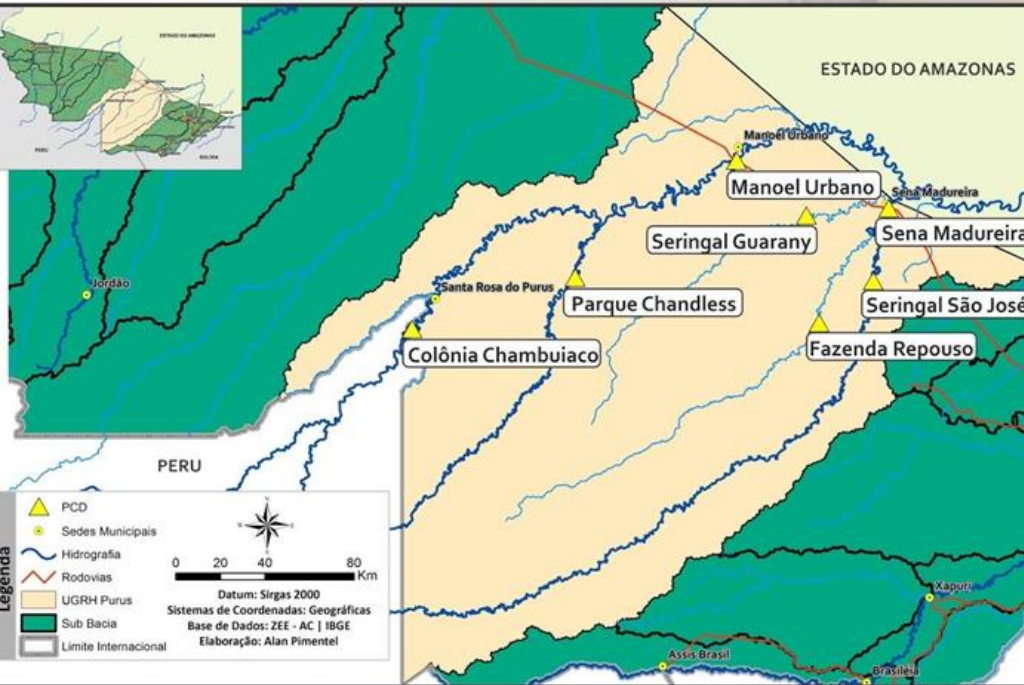 ESTADO DO AMAZONAS
PERU
BOLIVIA
ESTADO DO AMAZONAS
Manoel Urbano
Manoel Urbano
Sena Madureira
Sena Madureira
Seringal Guarany
Jordão
Santa Rosa do Purus
Parque Chandless
Seringal São José
Colônia Chambuiaco
Fazenda Repouso
PERU
Legenda
PCD
Sedes Municipais
Hidrografia
Rodovias
UGRH Purus
Sub Bacia
Limite Internacional
0 20 40 80
Km
Datum: Sirgas 2000
Sistemas de Coordenadas: Geográficas
Base de Dados: ZEE - AC | IBGE
Elaboração: Alan Pimentel
Xapuri
Assis Brasil
Brasiléia